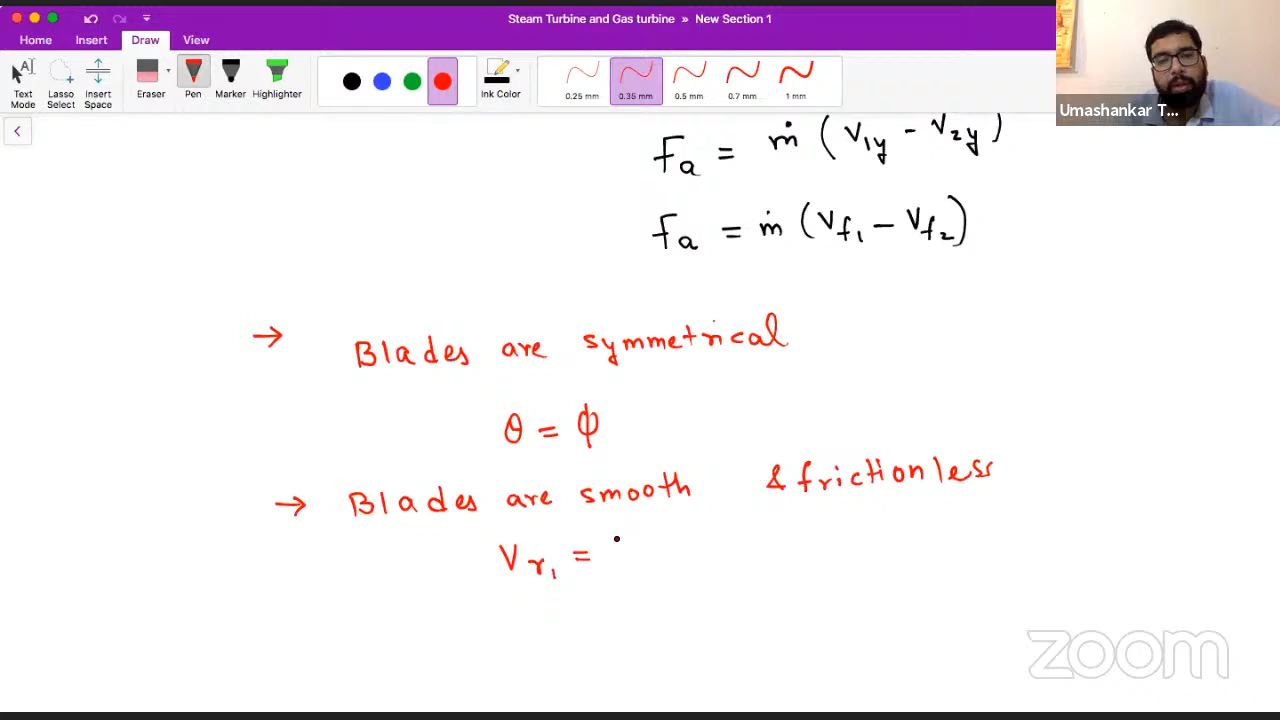 Steam Turbine and Gas turbine » New Section 1
Home Insert Draw View
Text Mode Lasso Select Insert Space Eraser Pen Marker Highlighter Ink Color 0.25 mm 0.35 mm 0.5 mm 0.7 mm 1 mm
Umashankar T...
Fa = ṁ (V1y - V2y)
Fa = ṁ (Vf1 - Vf2)
→ Blades are symmetrical
θ = φ
→ Blades are smooth & frictionless
Vr1 =
zoom